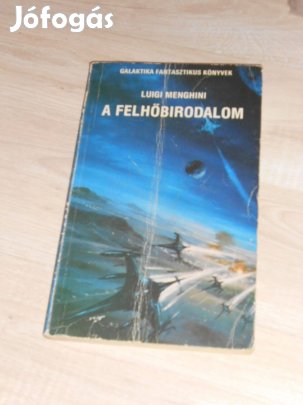 Jófogás
GALAKTIKA FANTASZTIKUS KÖNYVEK
LUIGI MENGHINI
A FELHŐBIRODALOM